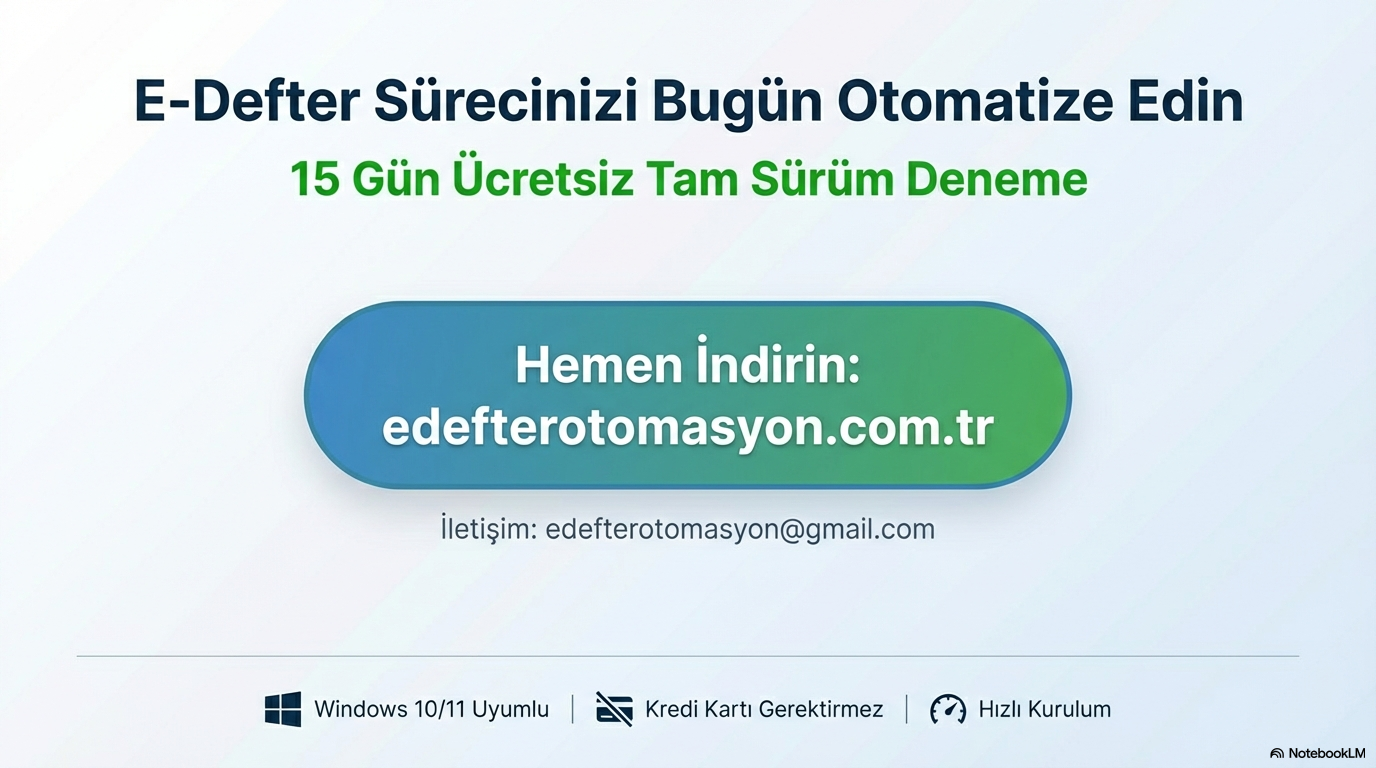 E-Defter Sürecinizi Bugün Otomatize Edin
15 Gün Ücretsiz Tam Sürüm Deneme
Hemen İndirin:
edefterotomasyon.com.tr
İletişim: edefterotomasyon@gmail.com
Windows 10/11 Uyumlu
Kredi Kartı Gerektirmez
Hızlı Kurulum
NotebookLM